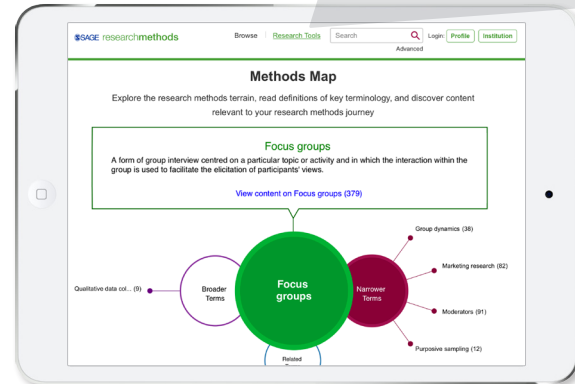 SAGE researchmethods
Browse Research Tools Search Login: Profile Institution
Advanced
Methods Map
Explore the research methods terrain, read definitions of key terminology, and discover content
relevant to your research methods journey
Focus groups
A form of group interview centred on a particular topic or activity and in which the interaction within the
group is used to facilitate the elicitation of participants' views.
View content on Focus groups (379)
Group dynamics (38)
Marketing research (82)
Qualitative data col... (9)
Broader
Terms
Focus
groups
Narrower
Terms
Moderators (91)
Purposive sampling (12)
Related